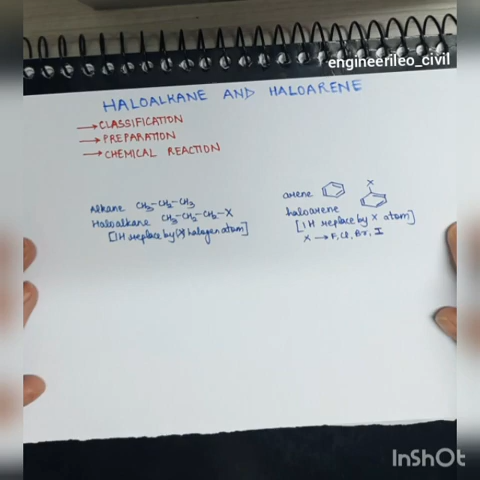 engineerileo_civil
HALOALKANE AND HALOARENE
→CLASSIFICATION
→PREPARATION
→CHEMICAL REACTION
Alkane CH₃-CH₂-CH₃
Haloalkane CH₃-CH₂-CH₂-X
[1H replace by (X) halogen atom]
arene
X
haloarene
[1H replace by X atom]
X → F, Cl, Br, I
InShOt